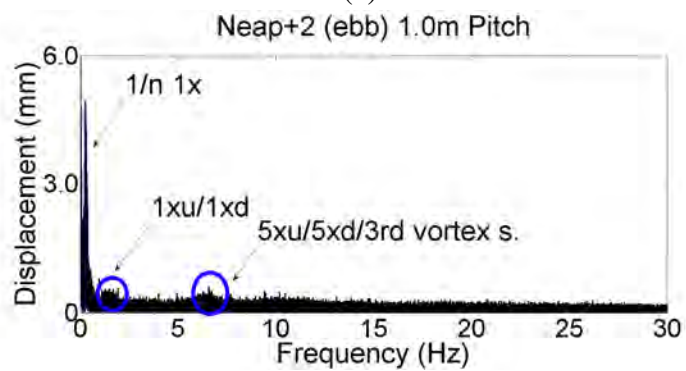 Neap+2 (ebb) 1.0m Pitch
6.0
1/n 1x
3.0
1xu/1xd
5xu/5xd/3rd vortex s.
Displacement (mm)
0
0 5 10 15 20 25 30
Frequency (Hz)